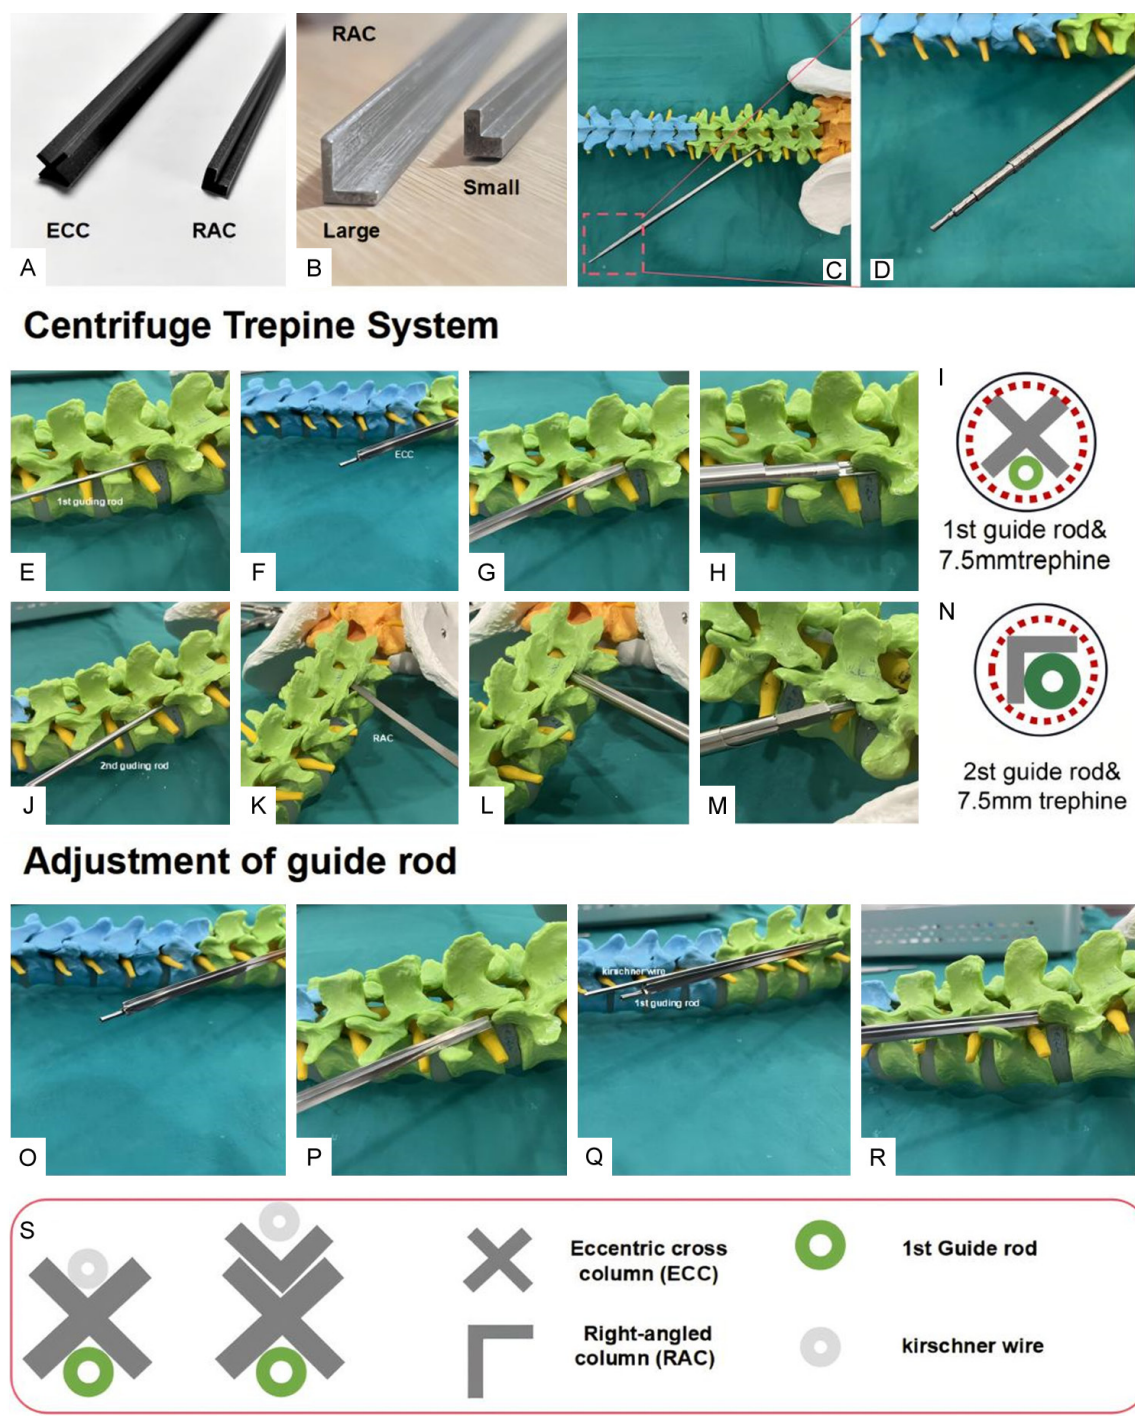 ECC
RAC
A
RAC
Large
Small
B
C
D
Centrifuge Trepine System
1st guding rod
E
ECC
F
G
H
I
1st guide rod&
7.5mmtrephine
2nd guding rod
J
RAC
K
L
M
N
2st guide rod&
7.5mm trephine
Adjustment of guide rod
O
P
kirschner wire
1st guding rod
Q
R
S
Eccentric cross
column (ECC)
1st Guide rod
Right-angled
column (RAC)
kirschner wire